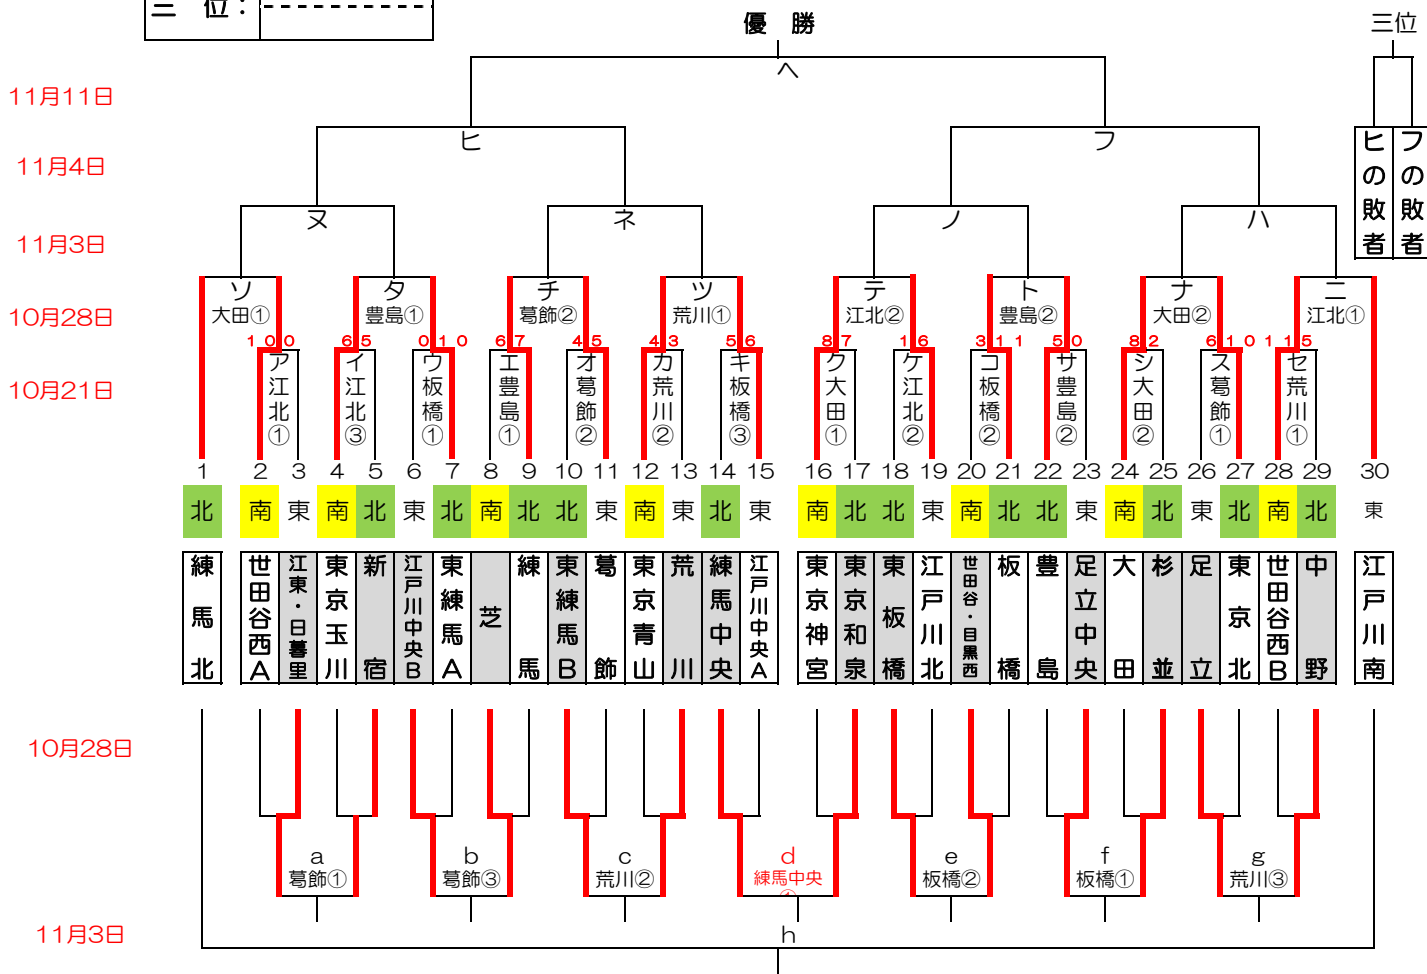 三 位：
優 勝
三位
へ
11月11日
ヒ
フ
11月4日
ヒの敗者
フの敗者
ヌ
ネ
ノ
ハ
11月3日
ソ
タ
チ
ツ
テ
ト
ナ
ニ
10月28日
大田①
豊島①
葛飾②
荒川①
江北②
豊島②
大田②
江北①
1 0 0
6 5
0 1 0
6 7
4 5
4 3
5 6
8 7
1 6
3 1 1
5 0
8 2
6 1 0
1 1 5
10月21日
ア江北①
イ江北③
ウ板橋①
エ豊島①
オ葛飾②
カ荒川②
キ板橋③
ク大田①
ケ江北②
コ板橋②
サ豊島②
シ大田②
ス葛飾①
セ荒川①
1 2 3 4 5 6 7 8 9 10 11 12 13 14 15 16 17 18 19 20 21 22 23 24 25 26 27 28 29 30
北 南 東 南 北 東 北 南 北 北 東 南 東 北 東 南 北 北 東 南 北 北 東 南 北 東 北 南 北 東
練馬北
世田谷西A
江東・日暮里
東京玉川
新宿
江戸川中央B
東練馬A
芝
練馬
東練馬B
葛飾
東京青山
荒川
練馬中央
江戸川中央A
東京神宮
東京和泉
東板橋
江戸川北
世田谷・目黒西
板橋
豊島
足立中央
大田
杉並
足立
東京北
世田谷西B
中野
江戸川南
10月28日
a
葛飾①
b
葛飾③
c
荒川②
d
練馬中央
①
e
板橋②
f
板橋①
g
荒川③
11月3日
h